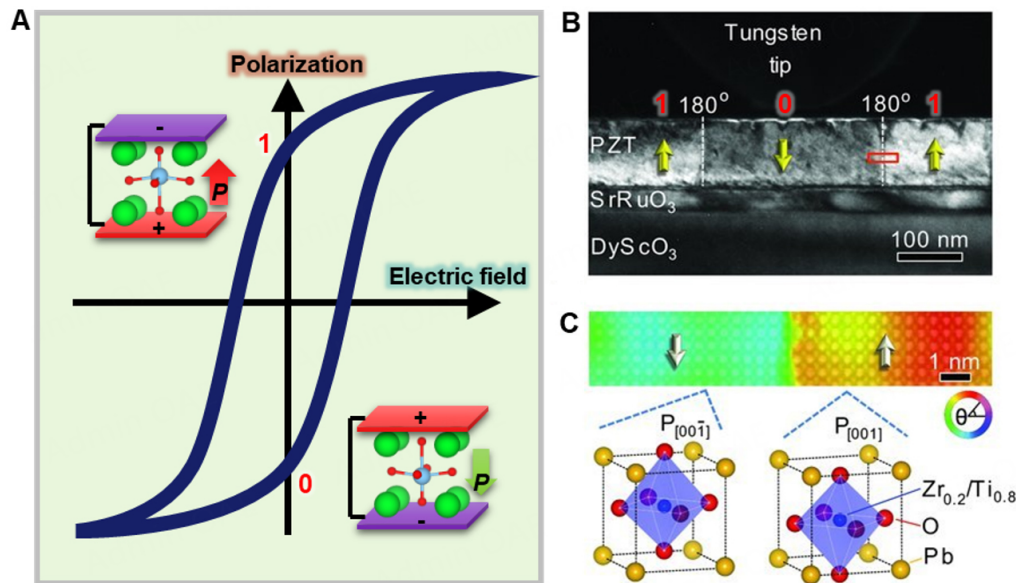 A
Polarization
1
-
P
+
Electric field
+
P
0
-
B
Tungsten
tip
1 180° 0 180° 1
PZT
SrRuO₃
DyScO₃
100 nm
C
1 nm
θ
P[001̄]
P[001]
Zr₀.₂/Ti₀.₈
O
Pb